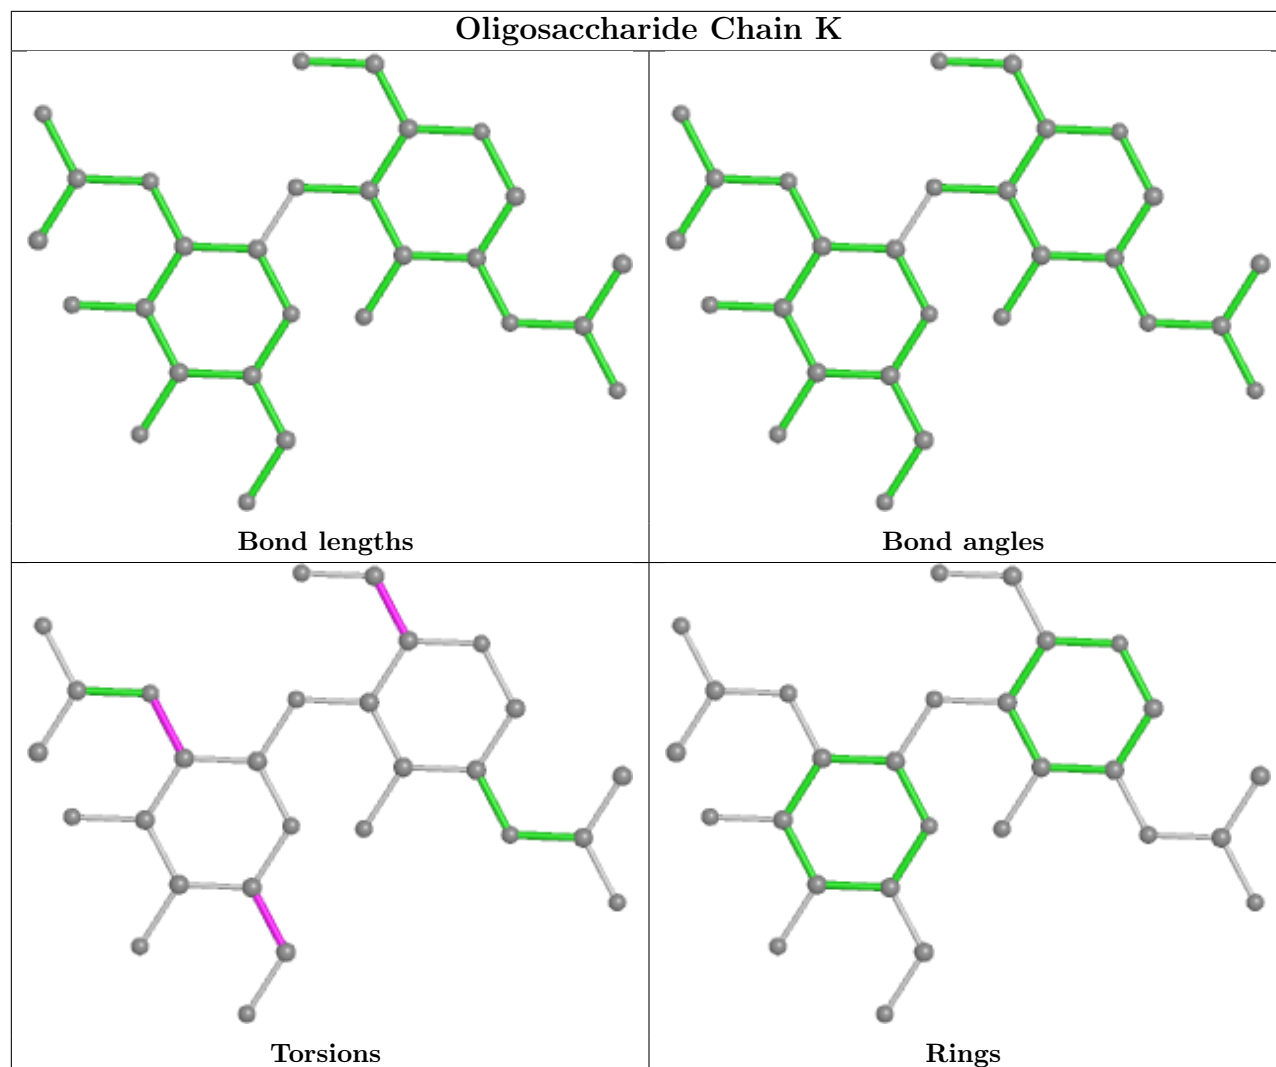 Oligosaccharide Chain K
Bond lengths
Bond angles
Torsions
Rings